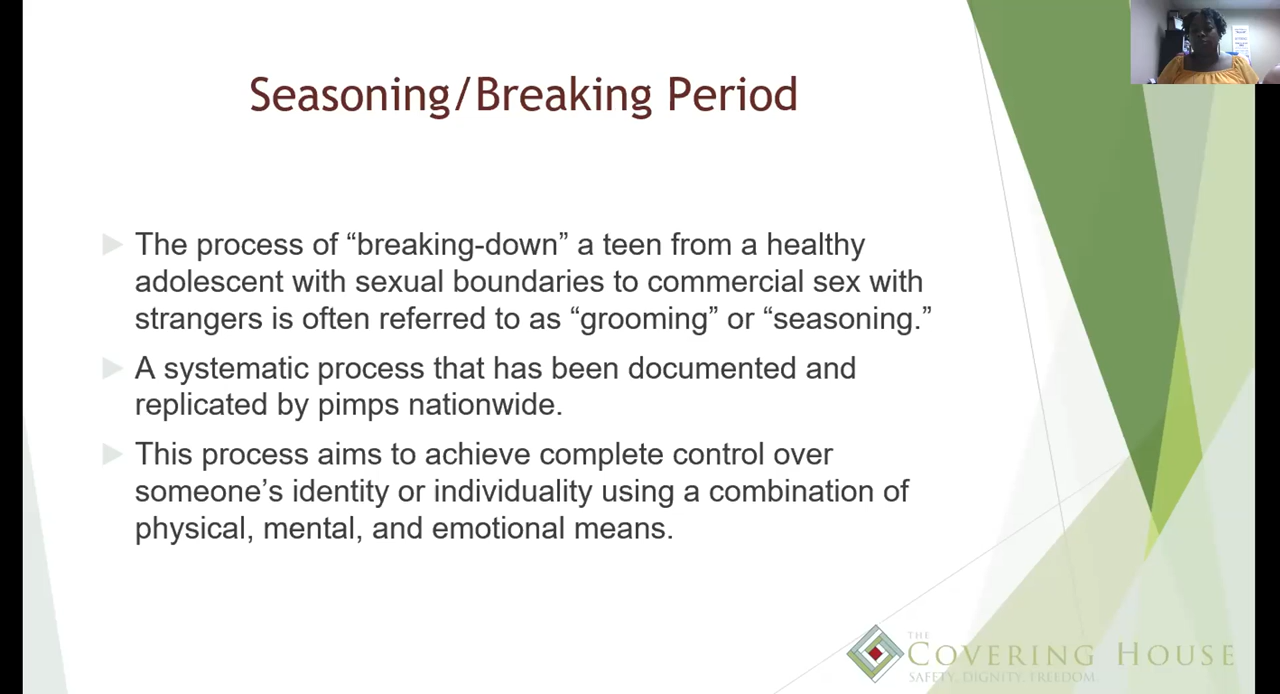 Seasoning/Breaking Period
The process of “breaking-down” a teen from a healthy
adolescent with sexual boundaries to commercial sex with
strangers is often referred to as “grooming” or “seasoning.”
A systematic process that has been documented and
replicated by pimps nationwide.
This process aims to achieve complete control over
someone’s identity or individuality using a combination of
physical, mental, and emotional means.
THE
COVERING HOUSE
SAFETY. DIGNITY. FREEDOM.